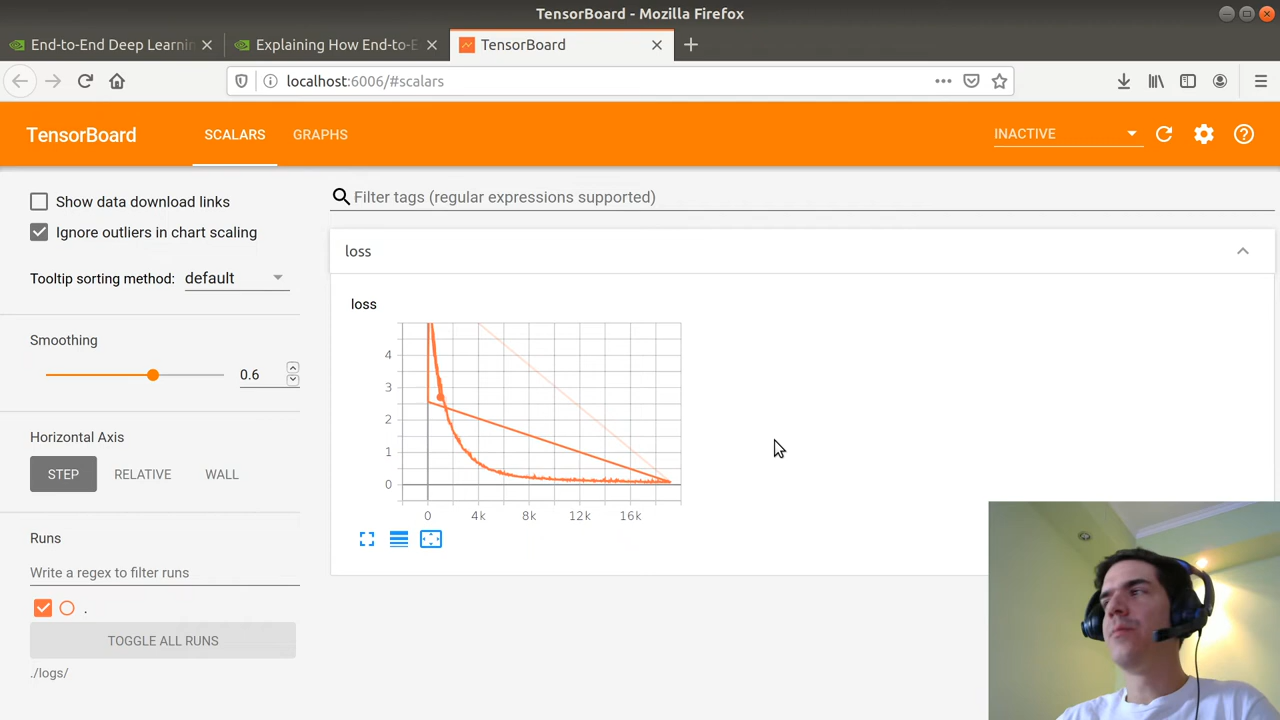 TensorBoard - Mozilla Firefox
End-to-End Deep Learnin
Explaining How End-to-E
TensorBoard
localhost:6006/#scalars
TensorBoard
SCALARS
GRAPHS
INACTIVE
Show data download links
Ignore outliers in chart scaling
Tooltip sorting method: default
Smoothing
0.6
Horizontal Axis
STEP
RELATIVE
WALL
Runs
Write a regex to filter runs
.
TOGGLE ALL RUNS
./logs/
Filter tags (regular expressions supported)
loss
loss
4
3
2
1
0
0 4k 8k 12k 16k